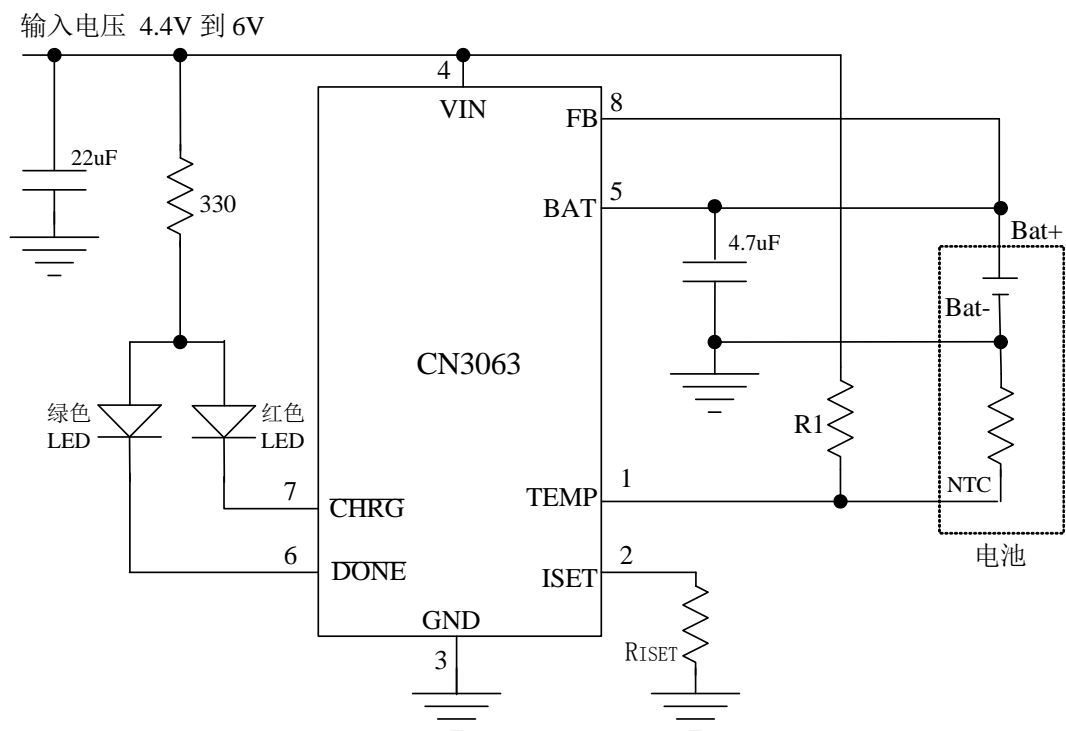 输入电压 4.4V 到 6V
4
VIN
FB
8
22uF
330
BAT
5
4.7uF
Bat+
Bat-
CN3063
绿色
LED
红色
LED
R1
7
CHRG
TEMP
1
NTC
6
DONE
ISET
2
电池
GND
3
RISET